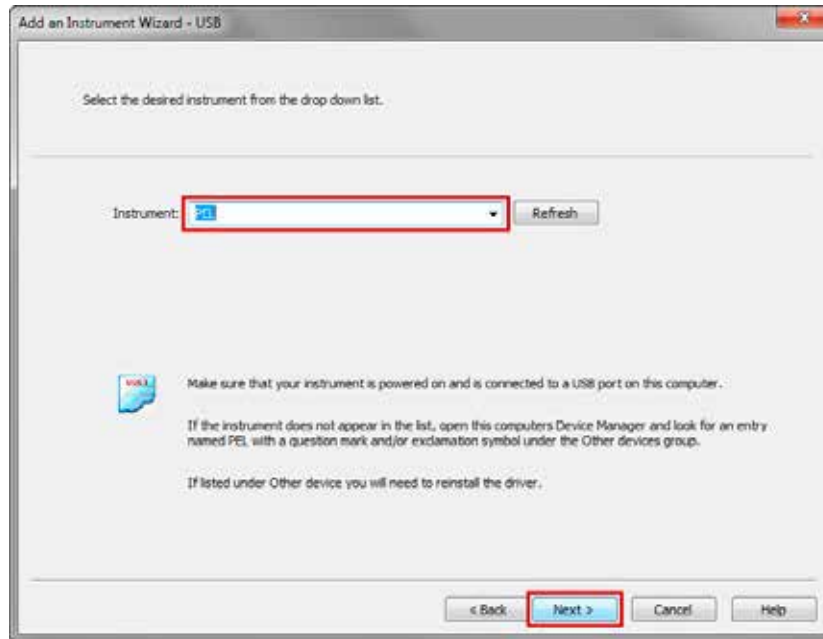 Add an Instrument Wizard - USB
Select the desired instrument from the drop down list.
Instrument: PEL Refresh
Make sure that your instrument is powered on and is connected to a USB port on this computer.
If the instrument does not appear in the list, open this computers Device Manager and look for an entry
named PEL with a question mark and/or exclamation symbol under the Other devices group.
If listed under Other device you will need to reinstall the driver.
< Back Next > Cancel Help